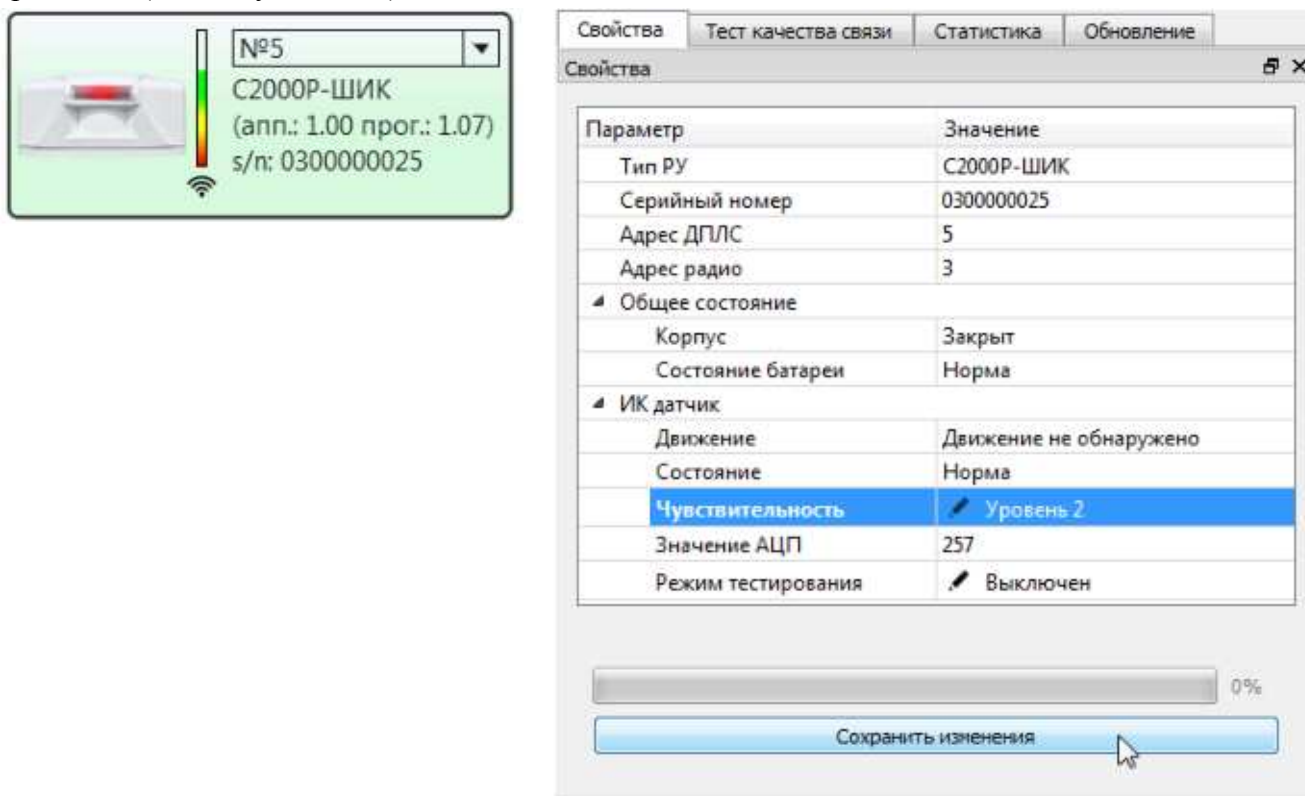 №5
С2000Р-ШИК
(апп.: 1.00 прог.: 1.07)
s/n: 0300000025
Свойства Тест качества связи Статистика Обновление
Свойства
Параметр Значение
Тип РУ С2000Р-ШИК
Серийный номер 0300000025
Адрес ДПЛС 5
Адрес радио 3
Общее состояние
Корпус Закрыт
Состояние батареи Норма
ИК датчик
Движение Движение не обнаружено
Состояние Норма
Чувствительность Уровень 2
Значение АЦП 257
Режим тестирования Выключен
0%
Сохранить изменения